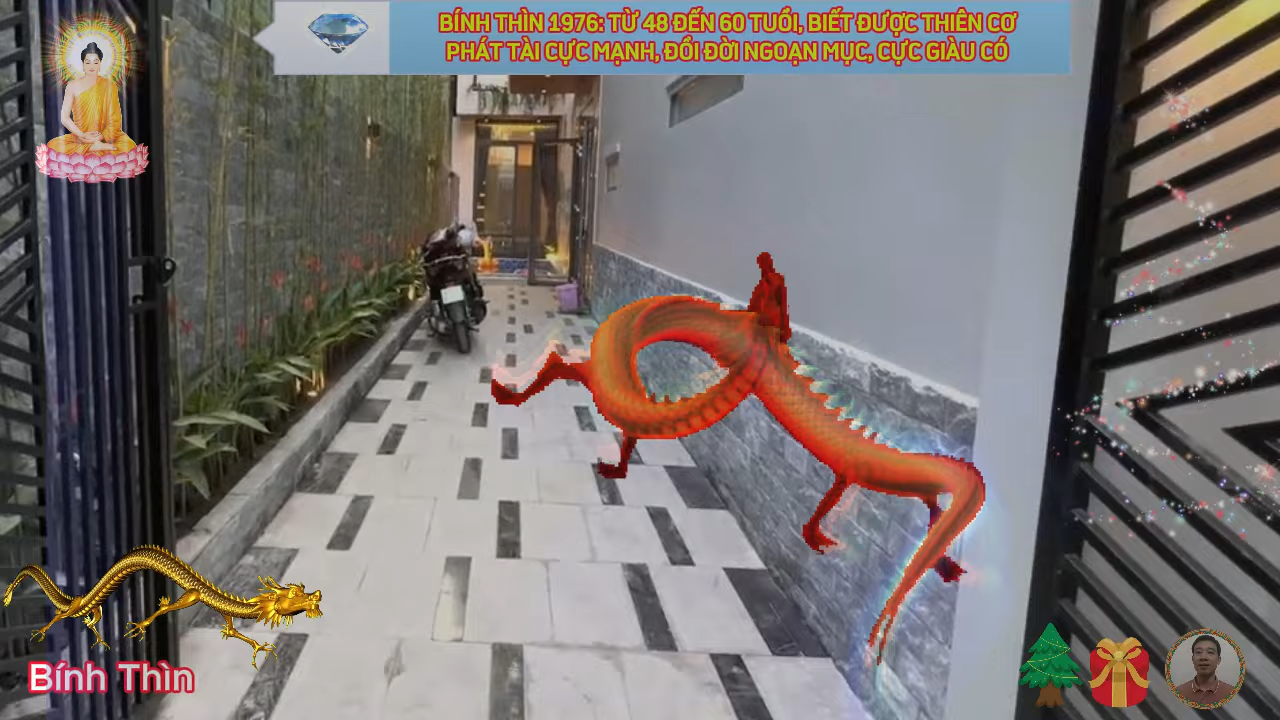 BÍNH THÌN 1976: TỪ 48 ĐẾN 60 TUỔI, BIẾT ĐƯỢC THIÊN CƠ
PHÁT TÀI CỰC MẠNH, ĐỔI ĐỜI NGOẠN MỤC, CỰC GIÀU CÓ
Bính Thìn